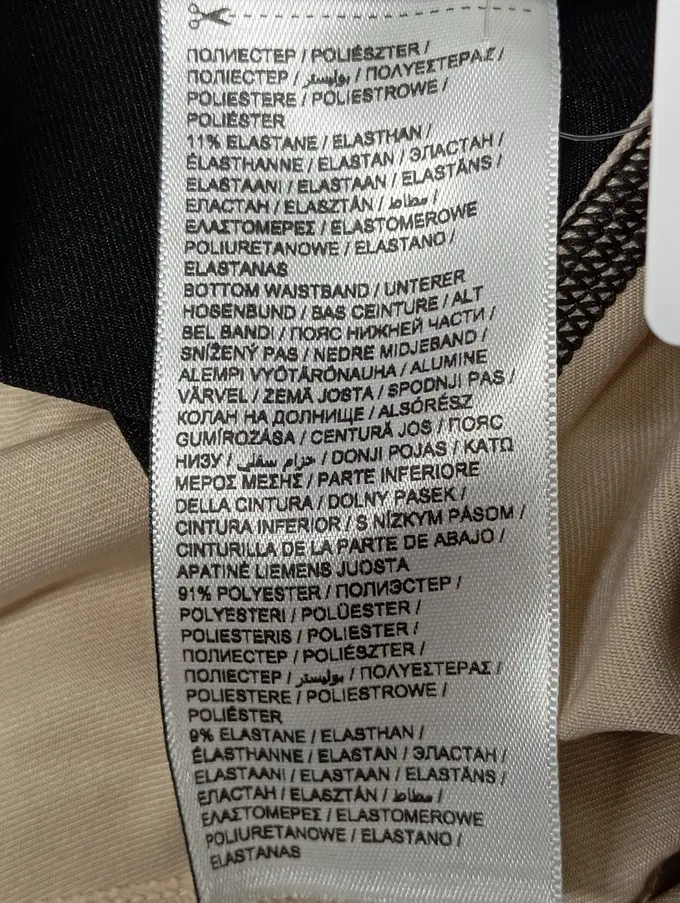 ПОЛИЕСТЕР / POLIÉSZTER /
ПОЛІЕСТЕР / بوليستر / ΠΟΛΥΕΣΤΕΡΑΣ /
POLIESTERE / POLIESTROWE /
POLIÉSTER
11% ELASTANE / ELASTHAN /
ÉLASTHANNE / ELASTAN / ЭЛАСТАН /
ELASTAANI / ELASTAAN / ELASTĀNS /
ЕЛАСТАН / ELASZTÁN / مطاط /
ΕΛΑΣΤΟΜΕΡΕΣ / ELASTOMEROWE
POLIURETANOWE / ELASTANO /
ELASTANAS
BOTTOM WAISTBAND / UNTERER
HOSENBUND / BAS CEINTURE / ALT
BEL BANDI / ПОЯС НИЖНЕЙ ЧАСТИ /
SNÍŽENÝ PAS / NEDRE MIDJEBAND /
ALEMPI VYÖTÄRÖNAUHA / ALUMINE
VÄRVEL / ŽEMĀ JOSTA / SPODNJI PAS /
КОЛАН НА ДОЛНИЩЕ / ALSÓRÉSZ
GUMÍROZÁSA / CENTURĂ JOS / ПОЯС
НИЗУ / حزام سفلي / DONJI POJAS / ΚΑΤΩ
ΜΕΡΟΣ ΜΕΣΗΣ / PARTE INFERIORE
DELLA CINTURA / DOLNY PASEK /
CINTURA INFERIOR / S NÍZKYM PÁSOM /
CINTURILLA DE LA PARTE DE ABAJO /
APATINĖ LIEMENS JUOSTA
91% POLYESTER / ПОЛИЭСТЕР /
POLYESTERI / POLÜESTER /
POLIESTERIS / POLIESTER /
ПОЛИЕСТЕР / POLIÉSZTER /
ПОЛІЕСТЕР / بوليستر / ΠΟΛΥΕΣΤΕΡΑΣ /
POLIESTERE / POLIESTROWE /
POLIÉSTER
9% ELASTANE / ELASTHAN /
ÉLASTHANNE / ELASTAN / ЭЛАСТАН /
ELASTAANI / ELASTAAN / ELASTĀNS /
ЕЛАСТАН / ELASZTÁN / مطاط /
ΕΛΑΣΤΟΜΕΡΕΣ / ELASTOMEROWE
POLIURETANOWE / ELASTANO /
ELASTANAS